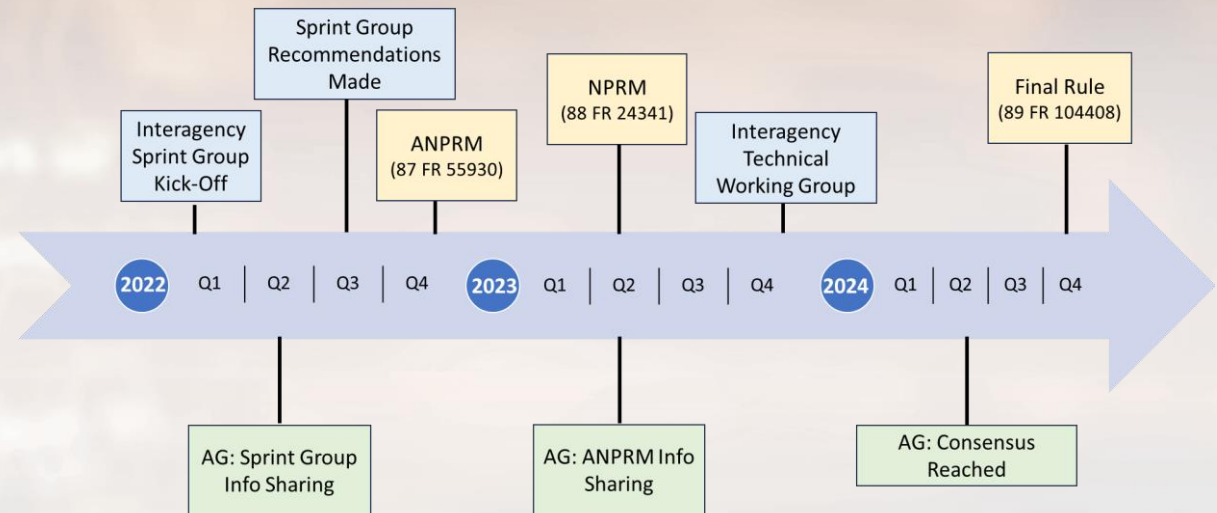 Sprint Group
Recommendations
Made
Interagency
Sprint Group
Kick-Off
ANPRM
(87 FR 55930)
NPRM
(88 FR 24341)
Interagency
Technical
Working Group
Final Rule
(89 FR 104408)
2022 Q1 Q2 Q3 Q4 2023 Q1 Q2 Q3 Q4 2024 Q1 Q2 Q3 Q4
AG: Sprint Group
Info Sharing
AG: ANPRM Info
Sharing
AG: Consensus
Reached